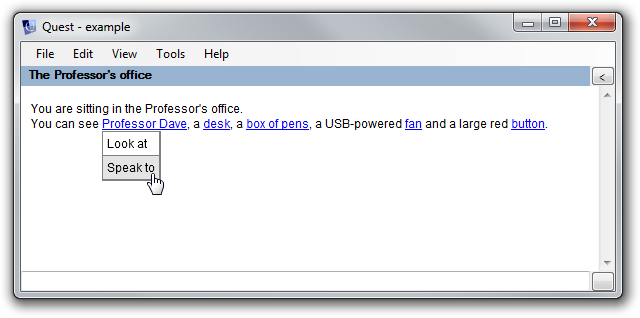 Quest - example
File Edit View Tools Help
The Professor's office
<
You are sitting in the Professor's office.
You can see Professor Dave, a desk, a box of pens, a USB-powered fan and a large red button.
Look at
Speak to